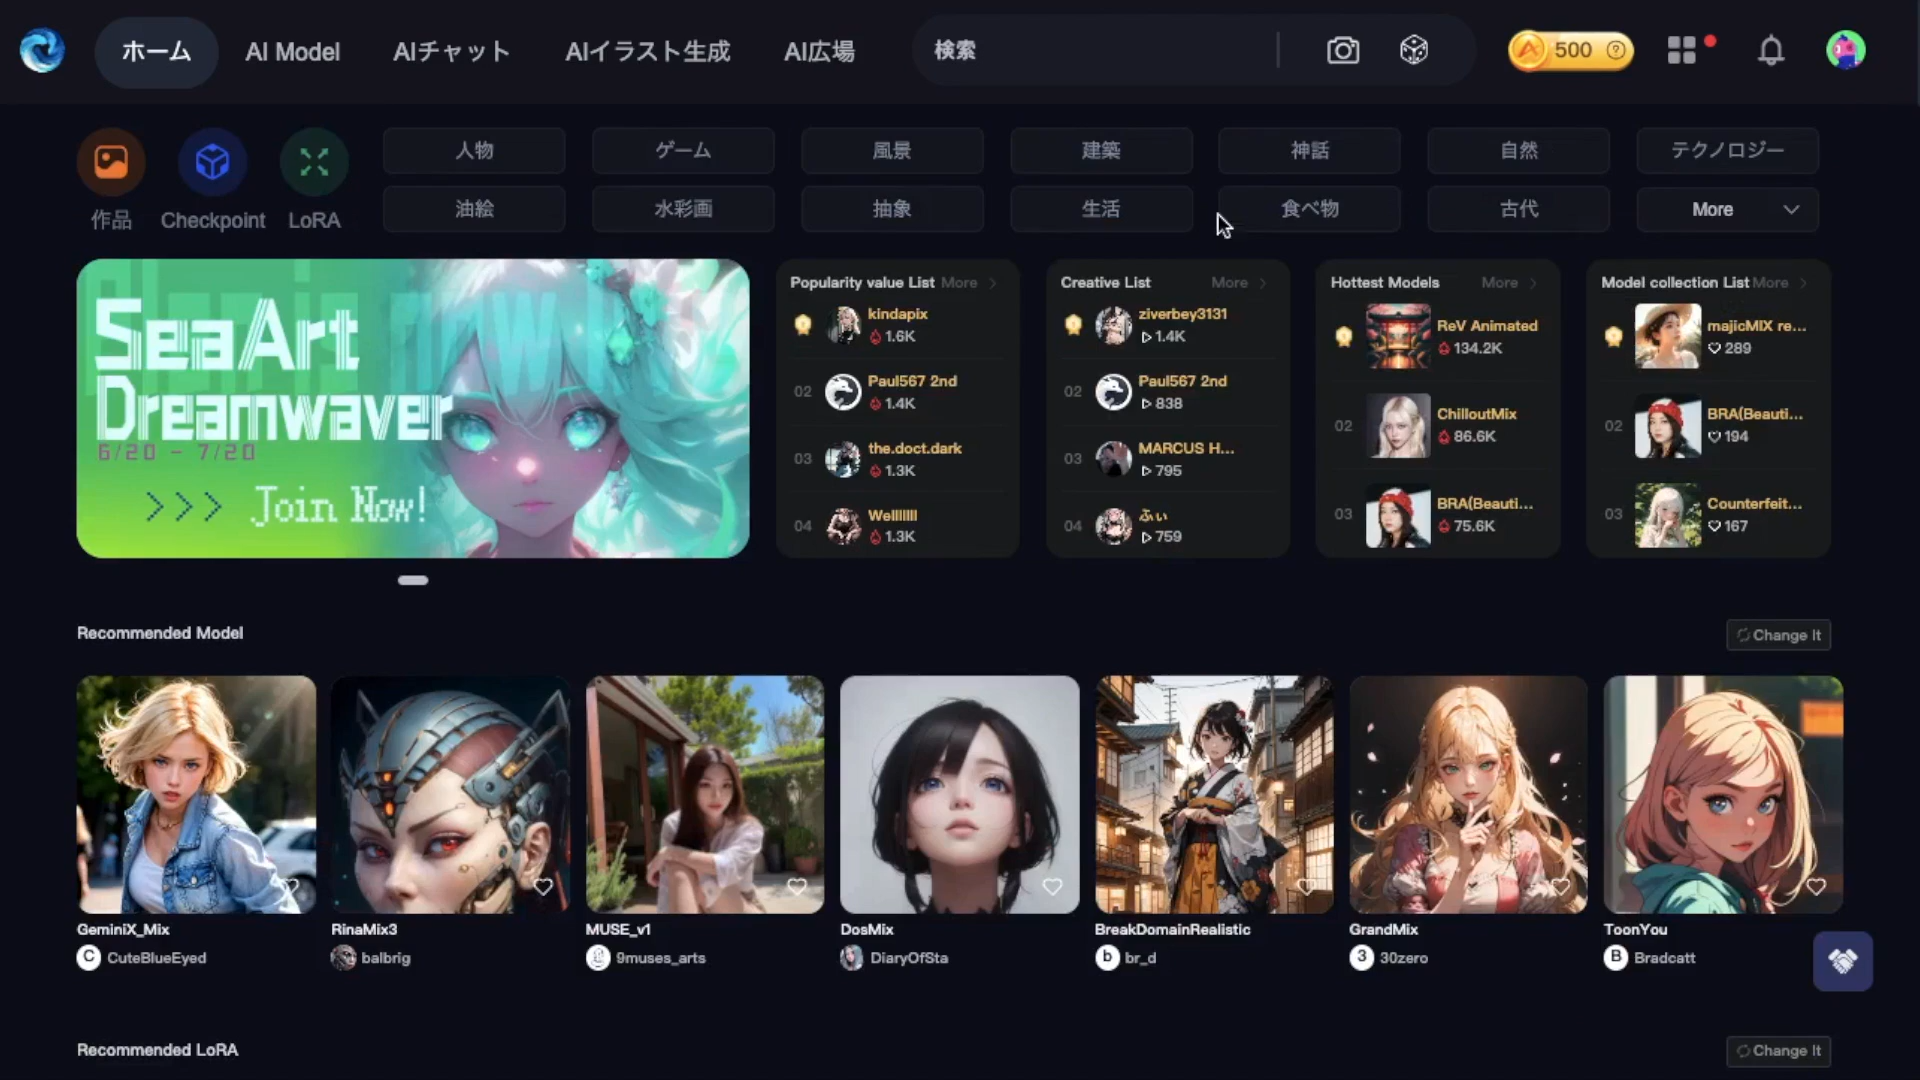 ホーム
AI Model
AIチャット
AIイラスト生成
AI広場
検索
500
人物
ゲーム
風景
建築
神話
自然
テクノロジー
作品
Checkpoint
LoRA
油絵
水彩画
抽象
生活
食べ物
古代
More
SeaArt
Dreamwaver
6/20 - 7/20
>>> Join Now!
Popularity value List More
kindapix
1.6K
02
Paul567 2nd
1.4K
03
the.doct.dark
1.3K
04
Welllllll
1.3K
Creative List More
ziverbey3131
1.4K
02
Paul567 2nd
838
03
MARCUS H...
795
04
ふぃ
759
Hottest Models More
ReV Animated
134.2K
02
ChilloutMix
86.6K
03
BRA(Beauti...
75.6K
Model collection List More
majicMIX re...
289
02
BRA(Beauti...
194
03
Counterfeit...
167
Recommended Model
Change It
GeminiX_Mix
C CuteBlueEyed
RinaMix3
balbrig
MUSE_v1
9muses_arts
DosMix
DiaryOfSta
BreakDomainRealistic
b br_d
GrandMix
3 30zero
ToonYou
B Bradcatt
Recommended LoRA
Change It